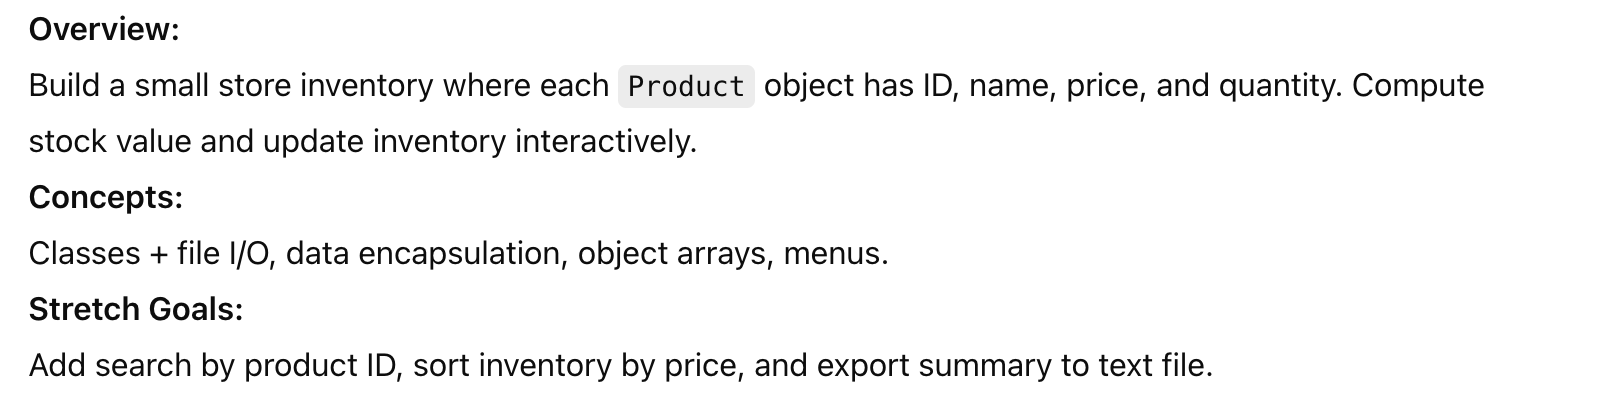 Overview:
Build a small store inventory where each Product object has ID, name, price, and quantity. Compute
stock value and update inventory interactively.
Concepts:
Classes + file I/O, data encapsulation, object arrays, menus.
Stretch Goals:
Add search by product ID, sort inventory by price, and export summary to text file.